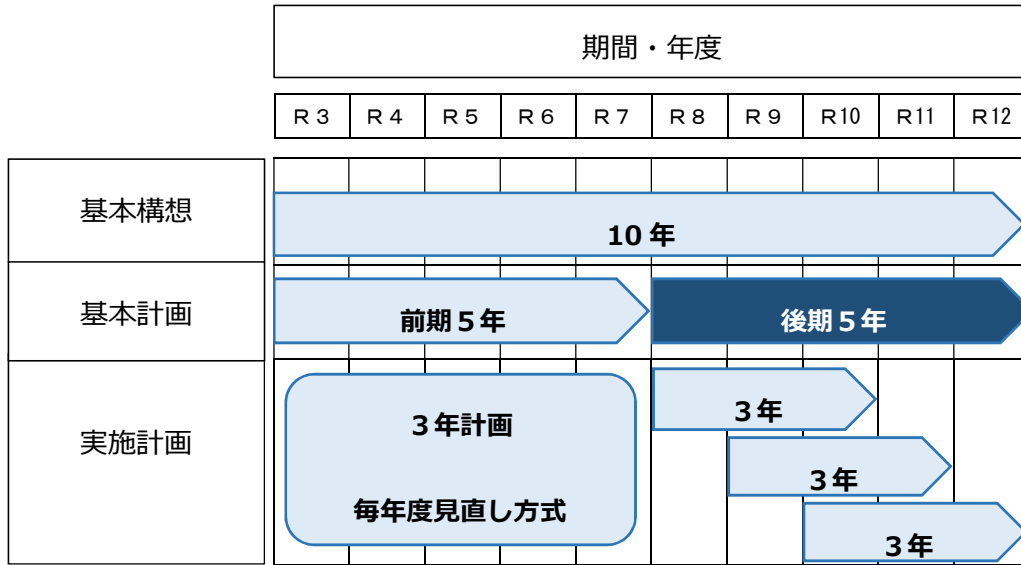 期間・年度
R3 R4 R5 R6 R7 R8 R9 R10 R11 R12
基本構想
10年
基本計画
前期5年 後期5年
実施計画
3年計画
毎年度見直し方式
3年
3年
3年